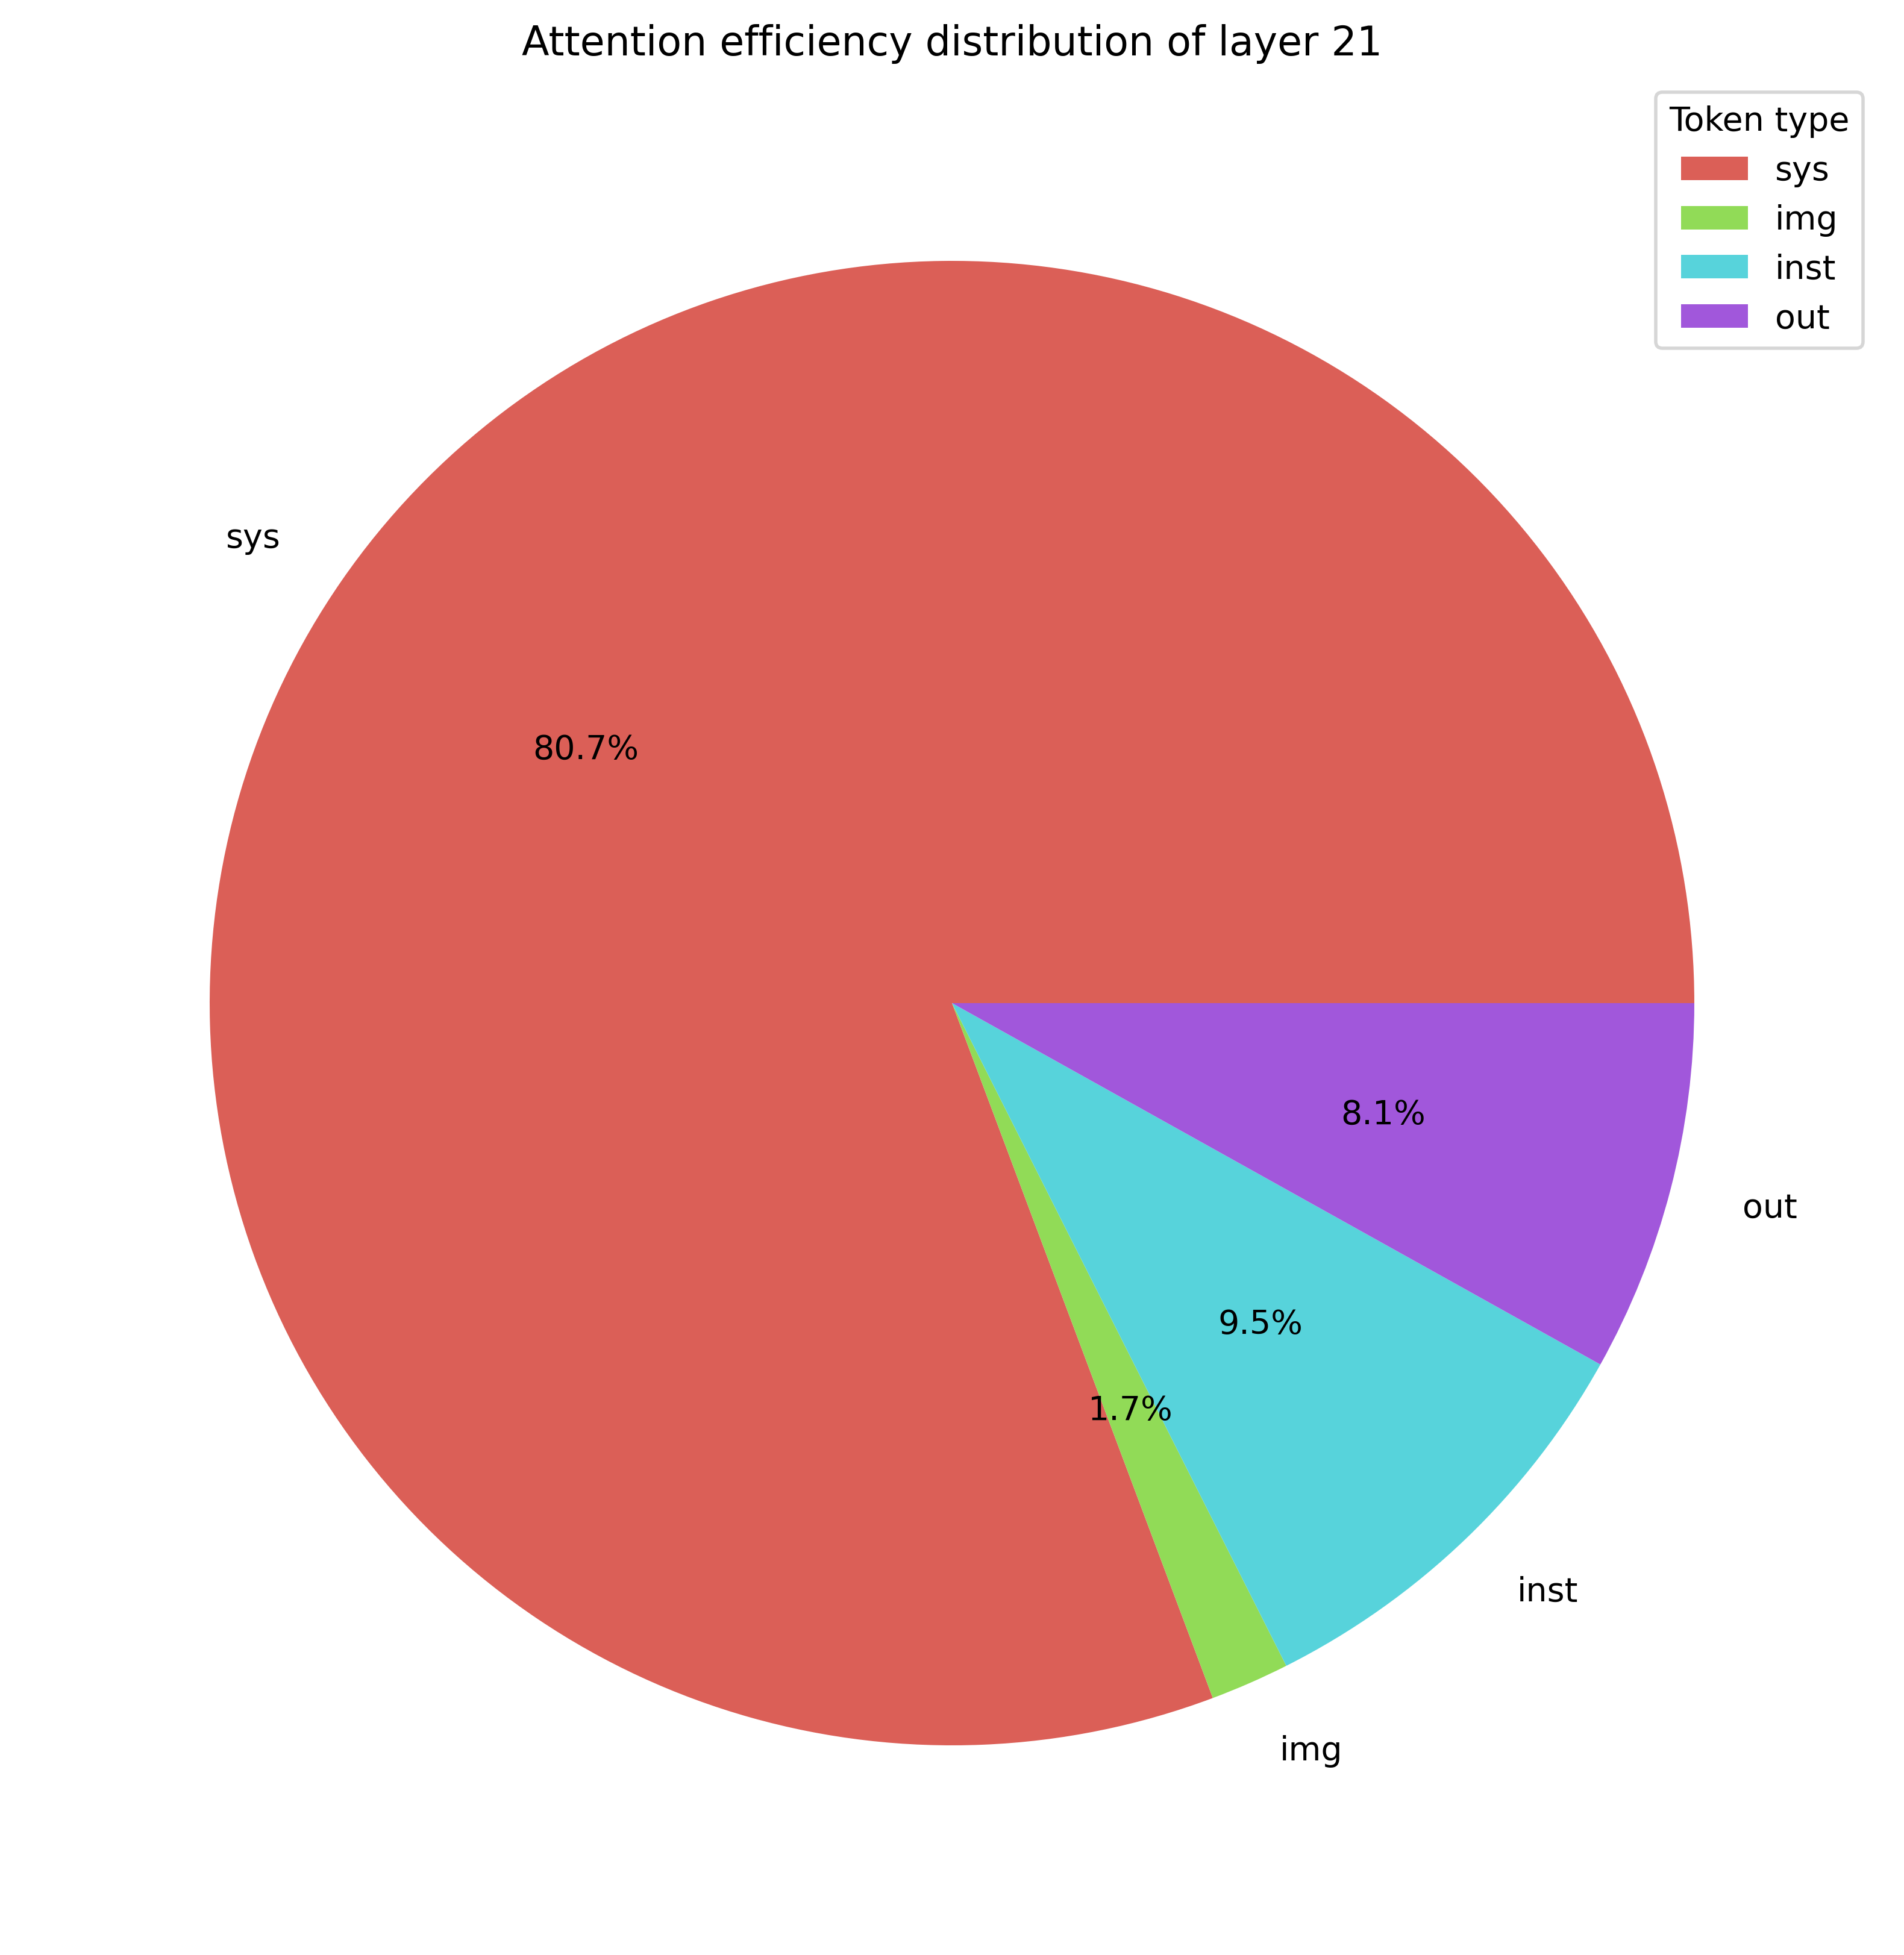 Attention efficiency distribution of layer 21
Token type
sys
img
inst
out
sys
80.7%
8.1%
out
9.5%
1.7%
inst
img